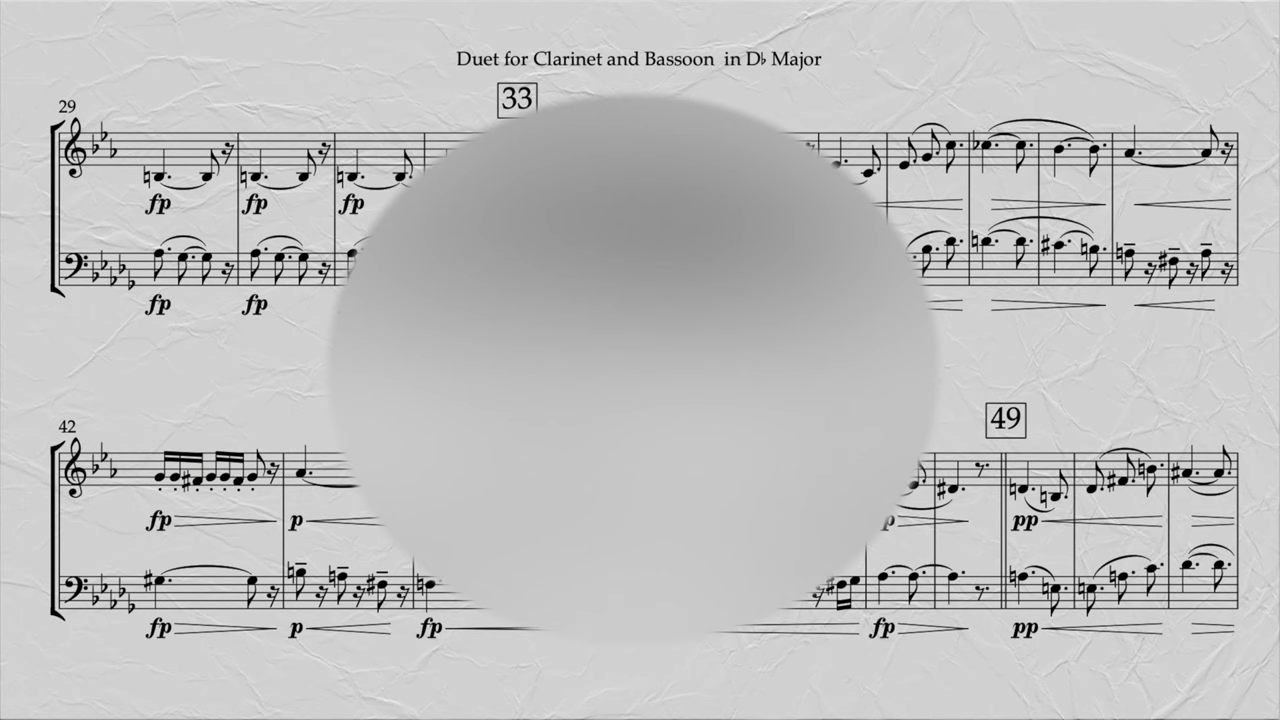 Duet for Clarinet and Bassoon in D♭ Major
33
29
fp fp fp
fp fp
49
42
fp p p pp
fp p fp fp pp